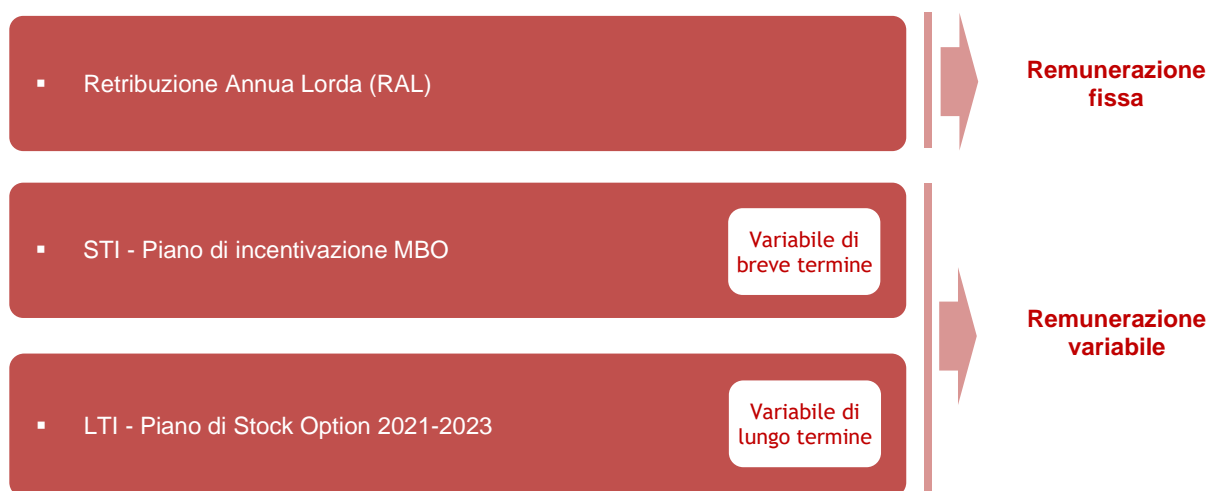 ▪ Retribuzione Annua Lorda (RAL)
Remunerazione
fissa
▪ STI - Piano di incentivazione MBO
Variabile di
breve termine
▪ LTI - Piano di Stock Option 2021-2023
Variabile di
lungo termine
Remunerazione
variabile